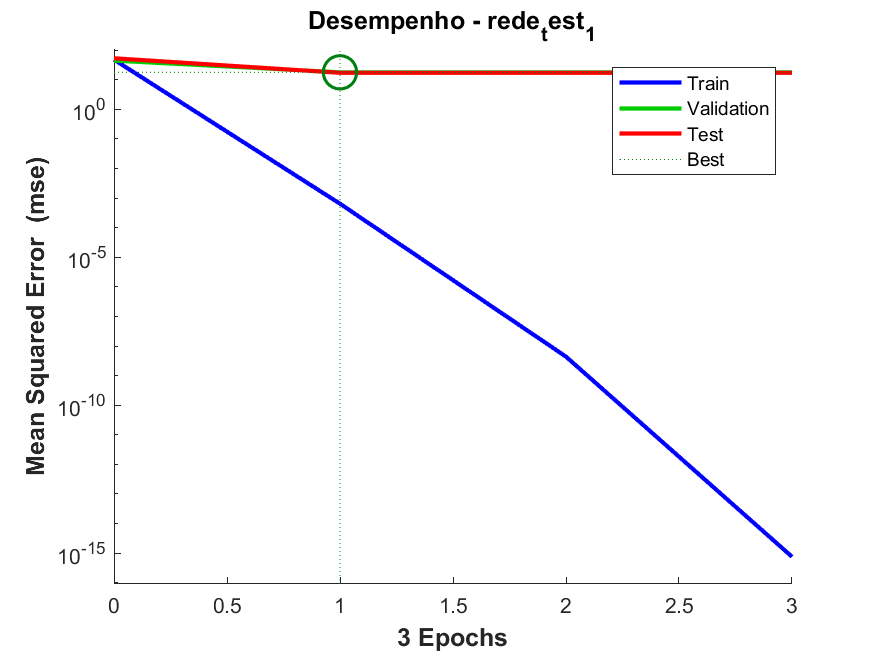 Desempenho - rede_test_1
Train
Validation
Test
Best
Mean Squared Error  (mse)
10^0
10^-5
10^-10
10^-15
0 0.5 1 1.5 2 2.5 3
3 Epochs